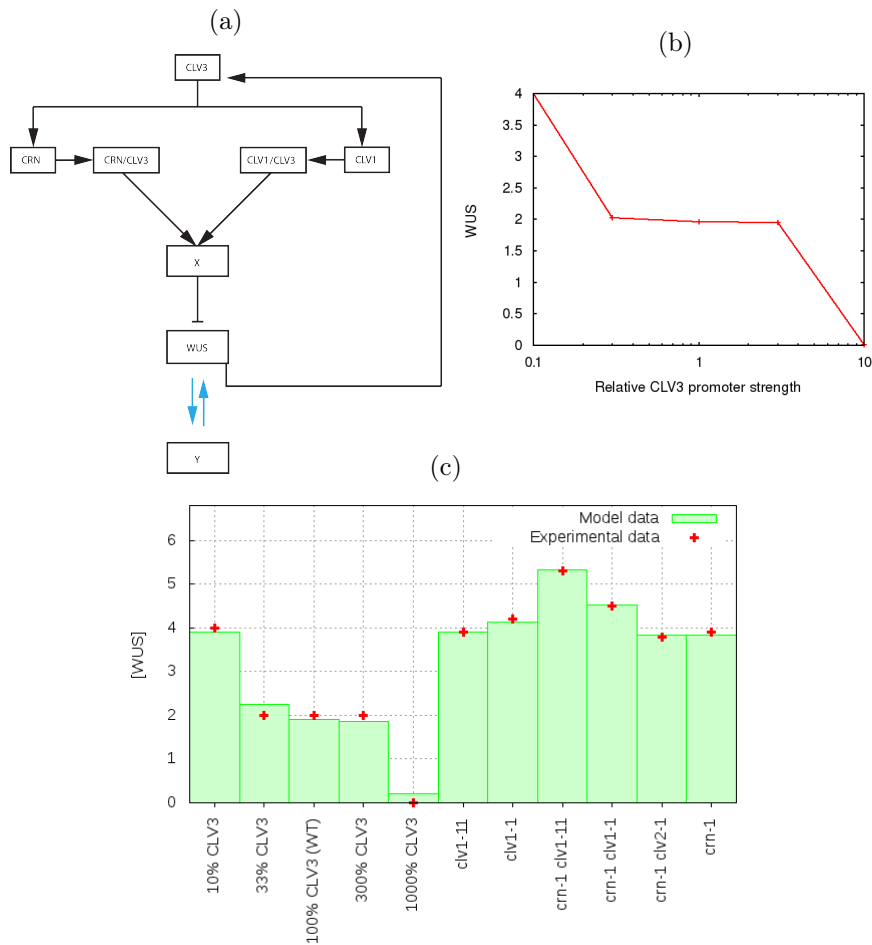 (a)
CLV3
CRN
CRN/CLV3
CLV1/CLV3
CLV1
X
WUS
Y
(b)
4
3.5
3
2.5
2
1.5
1
0.5
0
WUS
0.1
1
10
Relative CLV3 promoter strength
(c)
Model data
Experimental data
6
5
4
3
2
1
0
[WUS]
10% CLV3
33% CLV3
100% CLV3 (WT)
300% CLV3
1000% CLV3
clv1-11
clv1-1
crn-1 clv1-11
crn-1 clv1-1
crn-1 clv2-1
crn-1